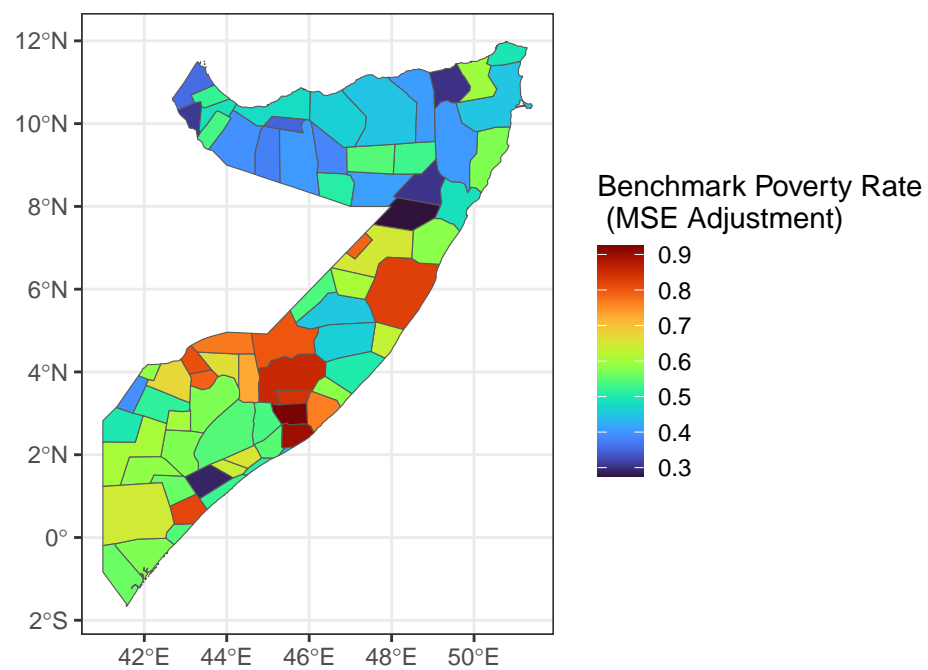 12°N
10°N
8°N
6°N
4°N
2°N
0°
2°S
42°E 44°E 46°E 48°E 50°E
Benchmark Poverty Rate
(MSE Adjustment)
0.9
0.8
0.7
0.6
0.5
0.4
0.3